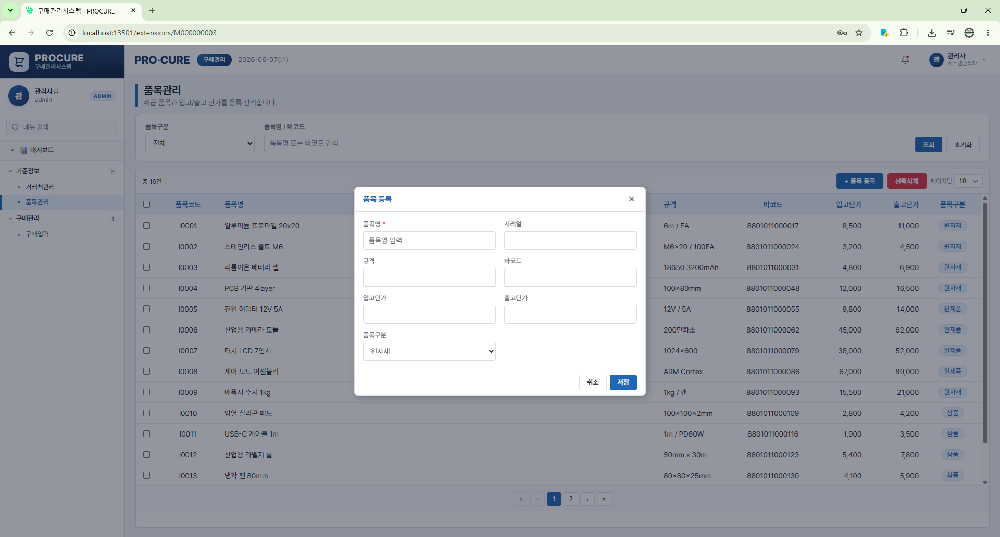 구매관리시스템 · PROCURE
localhost:13501/extensions/M000000003
PROCURE
구매관리시스템
PRO·CURE
구매관리
2026-06-07(일)
관
관리자
시스템관리자
관
관리자님
admin
ADMIN
메뉴 검색
대시보드
기준정보
2
거래처관리
품목관리
구매관리
1
구매입력
품목관리
취급 품목과 입고/출고 단가를 등록·관리합니다.
품목구분
품목명 / 바코드
전체
품목명 또는 바코드 검색
조회
초기화
총 16건
+ 품목 등록
선택삭제
페이지당
10
품목코드 품목명 규격 바코드 입고단가 출고단가 품목구분
I0001 알루미늄 프로파일 20x20 6m / EA 8801011000017 8,500 11,000 원자재
I0002 스테인리스 볼트 M6 M6×20 / 100EA 8801011000024 3,200 4,500 원자재
I0003 리튬이온 배터리 셀 18650 3200mAh 8801011000031 4,800 6,900 원자재
I0004 PCB 기판 4layer 100×80mm 8801011000048 12,000 16,500 원자재
I0005 전원 어댑터 12V 5A 12V / 5A 8801011000055 9,800 14,000 완제품
I0006 산업용 카메라 모듈 200만화소 8801011000062 45,000 62,000 완제품
I0007 터치 LCD 7인치 1024×600 8801011000079 38,000 52,000 완제품
I0008 제어 보드 어셈블리 ARM Cortex 8801011000086 67,000 89,000 완제품
I0009 에폭시 수지 1kg 1kg / 캔 8801011000093 15,500 21,000 원자재
I0010 방열 실리콘 패드 100×100×2mm 8801011000109 2,800 4,200 상품
I0011 USB-C 케이블 1m 1m / PD60W 8801011000116 1,900 3,500 상품
I0012 산업용 라벨지 롤 50mm x 30m 8801011000123 5,400 7,800 상품
I0013 냉각 팬 80mm 80×80×25mm 8801011000130 4,100 5,900 상품
« ‹ 1 2 › »
품목 등록
품목명 *
시리얼
품목명 입력
규격
바코드
입고단가
출고단가
품목구분
원자재
취소
저장